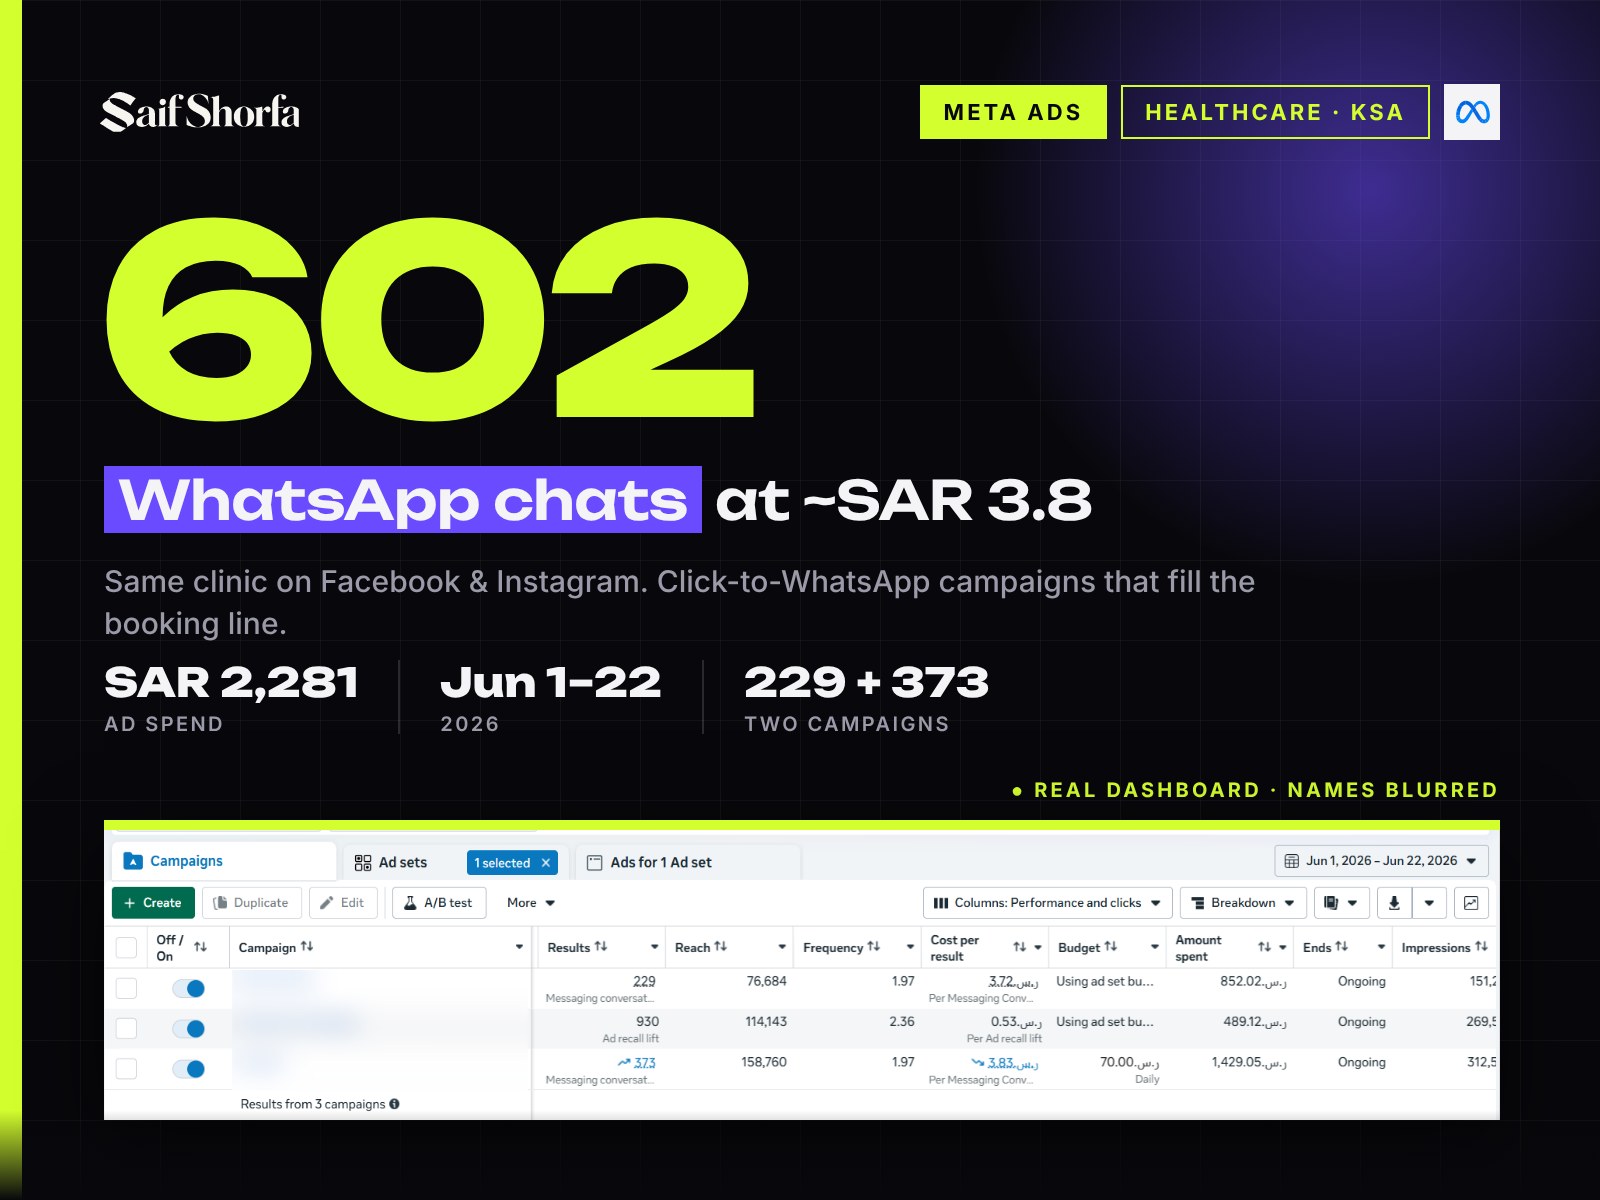 Saif Shorfa
META ADS
HEALTHCARE · KSA
602
WhatsApp chats at ~SAR 3.8
Same clinic on Facebook & Instagram. Click-to-WhatsApp campaigns that fill the
booking line.
SAR 2,281
AD SPEND
Jun 1–22
2026
229 + 373
TWO CAMPAIGNS
• REAL DASHBOARD · NAMES BLURRED
Campaigns
Ad sets
1 selected ×
Ads for 1 Ad set
Jun 1, 2026 – Jun 22, 2026
+ Create
Duplicate
Edit
A/B test
More
Columns: Performance and clicks
Breakdown
Off / On
Campaign
Results
Reach
Frequency
Cost per result
Budget
Amount spent
Ends
Impressions
229
Messaging conversat...
76,684
1.97
ر.س.3.72
Per Messaging Conv...
Using ad set bu...
ر.س.852.02
Ongoing
151,2
930
Ad recall lift
114,143
2.36
ر.س.0.53
Per Ad recall lift
Using ad set bu...
ر.س.489.12
Ongoing
269,5
373
Messaging conversat...
158,760
1.97
ر.س.3.83
Per Messaging Conv...
ر.س.70.00
Daily
ر.س.1,429.05
Ongoing
312,5
Results from 3 campaigns